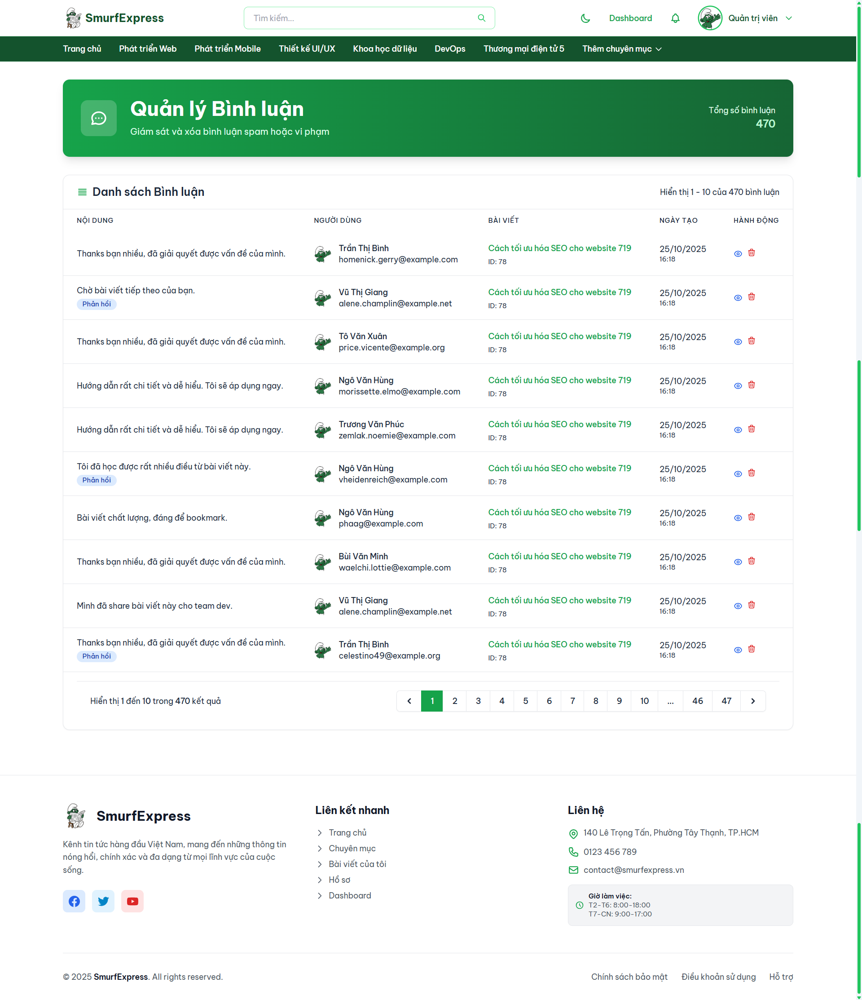 SmurfExpress
Tìm kiếm...
Dashboard
Quản trị viên
Trang chủ Phát triển Web Phát triển Mobile Thiết kế UI/UX Khoa học dữ liệu DevOps Thương mại điện tử 5 Thêm chuyên mục
Quản lý Bình luận
Giám sát và xóa bình luận spam hoặc vi phạm
Tổng số bình luận
470
Danh sách Bình luận
Hiển thị 1 - 10 của 470 bình luận
NỘI DUNG NGƯỜI DÙNG BÀI VIẾT NGÀY TẠO HÀNH ĐỘNG
Thanks bạn nhiều, đã giải quyết được vấn đề của mình.
Trần Thị Bình
homenick.gerry@example.com
Cách tối ưu hóa SEO cho website 719
ID: 78
25/10/2025
16:18
Chờ bài viết tiếp theo của bạn.
Phản hồi
Vũ Thị Giang
alene.champlin@example.net
Cách tối ưu hóa SEO cho website 719
ID: 78
25/10/2025
16:18
Thanks bạn nhiều, đã giải quyết được vấn đề của mình.
Tô Văn Xuân
price.vicente@example.org
Cách tối ưu hóa SEO cho website 719
ID: 78
25/10/2025
16:18
Hướng dẫn rất chi tiết và dễ hiểu. Tôi sẽ áp dụng ngay.
Ngô Văn Hùng
morissette.elmo@example.com
Cách tối ưu hóa SEO cho website 719
ID: 78
25/10/2025
16:18
Hướng dẫn rất chi tiết và dễ hiểu. Tôi sẽ áp dụng ngay.
Trương Văn Phúc
zemlak.noemie@example.com
Cách tối ưu hóa SEO cho website 719
ID: 78
25/10/2025
16:18
Tôi đã học được rất nhiều điều từ bài viết này.
Phản hồi
Ngô Văn Hùng
vheidenreich@example.com
Cách tối ưu hóa SEO cho website 719
ID: 78
25/10/2025
16:18
Bài viết chất lượng, đáng để bookmark.
Ngô Văn Hùng
phaag@example.com
Cách tối ưu hóa SEO cho website 719
ID: 78
25/10/2025
16:18
Thanks bạn nhiều, đã giải quyết được vấn đề của mình.
Bùi Văn Minh
waelchi.lottie@example.com
Cách tối ưu hóa SEO cho website 719
ID: 78
25/10/2025
16:18
Mình đã share bài viết này cho team dev.
Vũ Thị Giang
alene.champlin@example.net
Cách tối ưu hóa SEO cho website 719
ID: 78
25/10/2025
16:18
Thanks bạn nhiều, đã giải quyết được vấn đề của mình.
Phản hồi
Trần Thị Bình
celestino49@example.org
Cách tối ưu hóa SEO cho website 719
ID: 78
25/10/2025
16:18
Hiển thị 1 đến 10 trong 470 kết quả
1 2 3 4 5 6 7 8 9 10 ... 46 47
SmurfExpress
Kênh tin tức hàng đầu Việt Nam, mang đến những thông tin
nóng hổi, chính xác và đa dạng từ mọi lĩnh vực của cuộc
sống.
Liên kết nhanh
Trang chủ
Chuyên mục
Bài viết của tôi
Hồ sơ
Dashboard
Liên hệ
140 Lê Trọng Tấn, Phường Tây Thạnh, TP.HCM
0123 456 789
contact@smurfexpress.vn
Giờ làm việc:
T2-T6: 8:00-18:00
T7-CN: 9:00-17:00
© 2025 SmurfExpress. All rights reserved.
Chính sách bảo mật Điều khoản sử dụng Hỗ trợ